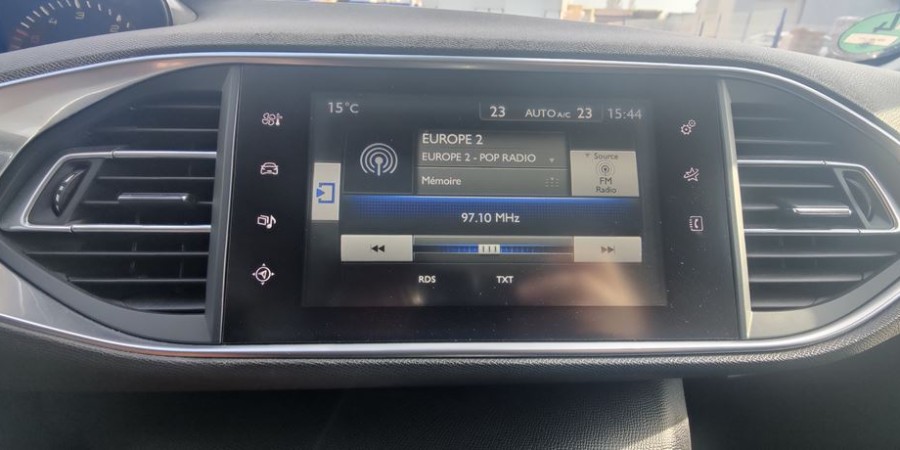 15°C
23 AUTO A/C 23 15:44
EUROPE 2
EUROPE 2 - POP RADIO
Source
FM
Radio
Mémoire
97.10 MHz
RDS TXT